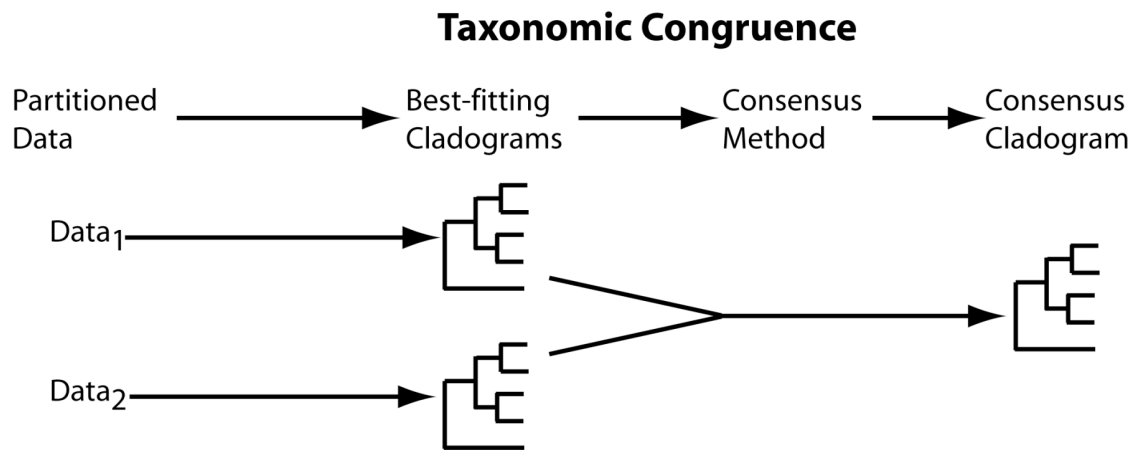 Taxonomic Congruence
Partitioned
Data
Best-fitting
Cladograms
Consensus
Method
Consensus
Cladogram
Data1
Data2